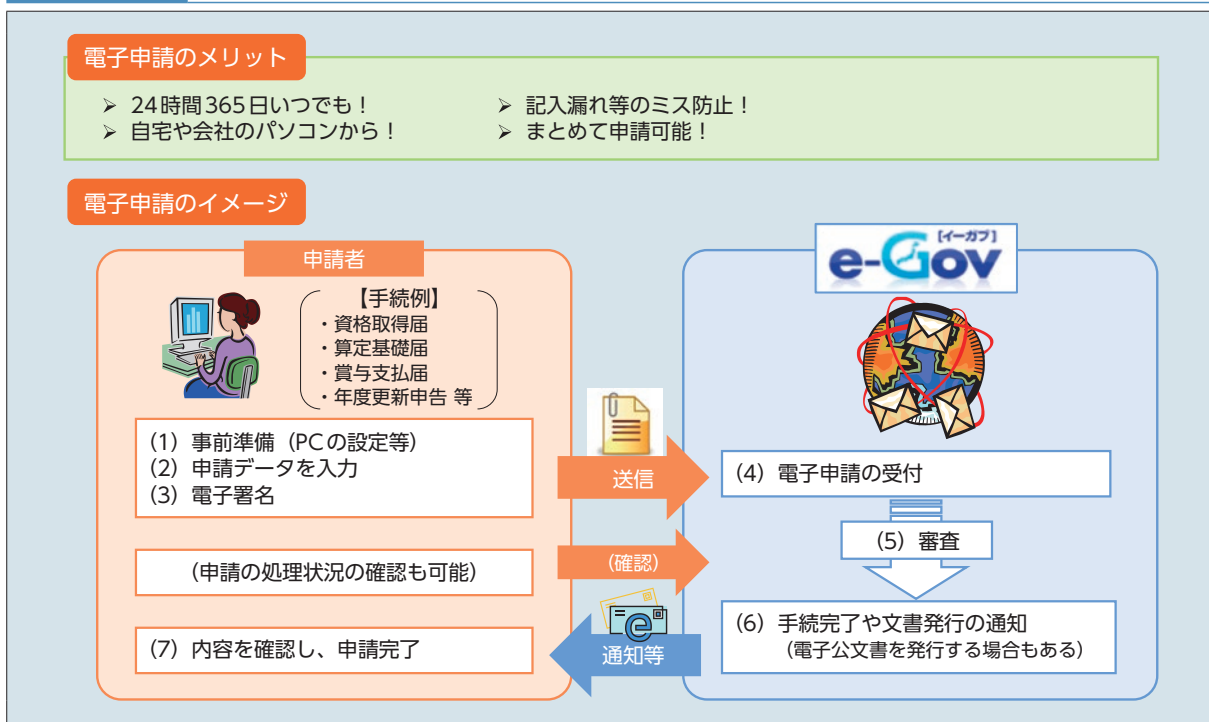 電子申請のメリット
➢ 24時間365日いつでも！
➢ 自宅や会社のパソコンから！
➢ 記入漏れ等のミス防止！
➢ まとめて申請可能！
電子申請のイメージ
申請者
【手続例】
・資格取得届
・算定基礎届
・賞与支払届
・年度更新申告 等
(1) 事前準備（PCの設定等）
(2) 申請データを入力
(3) 電子署名
(申請の処理状況の確認も可能)
(7) 内容を確認し、申請完了
送信
(確認)
e
通知等
[イーガブ]
e-Gov
(4) 電子申請の受付
(5) 審査
(6) 手続完了や文書発行の通知
(電子公文書を発行する場合もある)